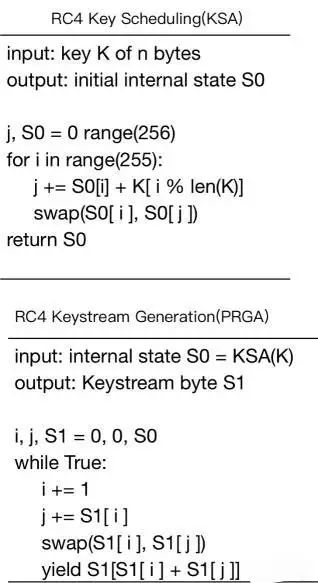 RC4 Key Scheduling(KSA)
input: key K of n bytes
output: initial internal state S0
j, S0 = 0 range(256)
for i in range(255):
j += S0[i] + K[ i % len(K)]
swap(S0[ i ], S0[ j ])
return S0
RC4 Keystream Generation(PRGA)
input: internal state S0 = KSA(K)
output: Keystream byte S1
i, j, S1 = 0, 0, S0
while True:
i += 1
j += S1[ i ]
swap(S1[ i ], S1[ j ])
yield S1[S1[ i ] + S1[ j ]]